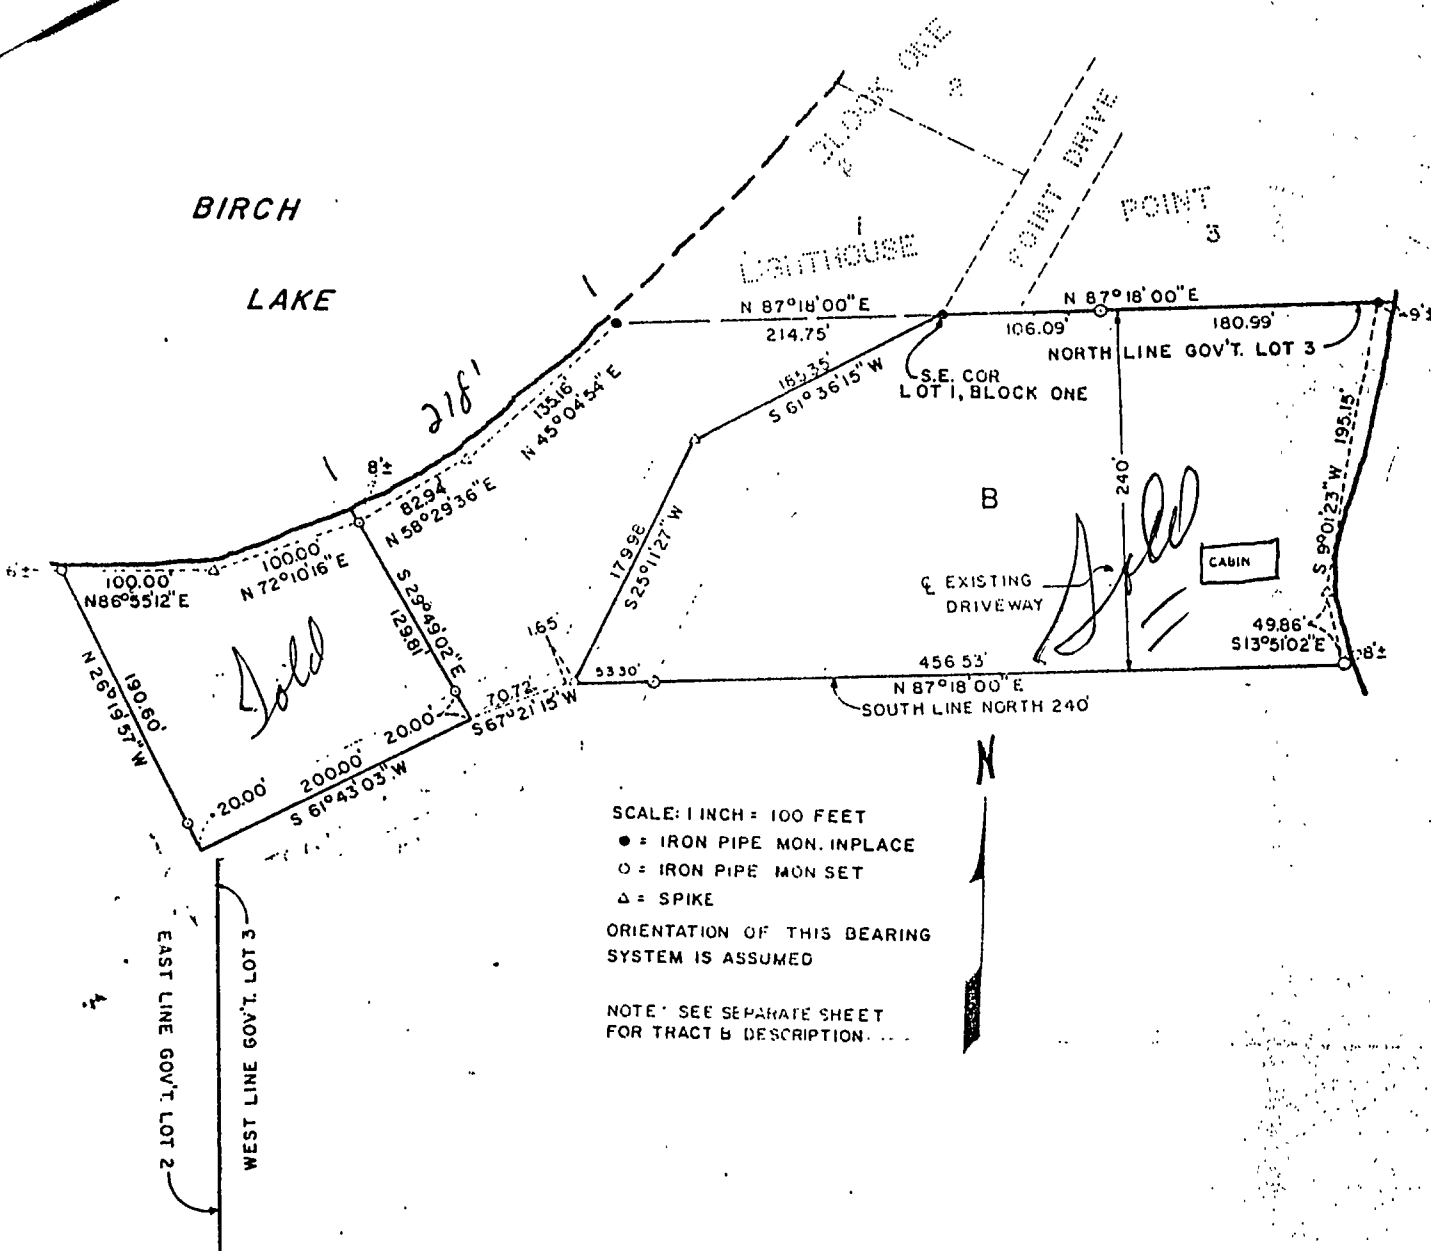 BLOCK ONE
2
POINT DRIVE
BIRCH
LAKE
1
LIGHTHOUSE
POINT
3
N 87°18'00" E
214.75'
N 87°18'00" E
106.09'
180.99'
9'±
NORTH LINE GOV'T. LOT 3
S.E. COR
LOT 1, BLOCK ONE
165.35'
S 61°36'15" W
218'
135.16'
N 45°04'54" E
8'±
82.94'
N 58°29'36" E
195.15'
S 9°01'23" W
240'
B
Sold
CABIN
℄ EXISTING
DRIVEWAY
179.98
S 25°11'27" W
6'±
100.00'
N 86°55'12" E
100.00'
N 72°10'16" E
S 29°49'02" E
129.81'
Sold
190.60'
N 26°19'57" W
1.65'
49.86'
S 13°51'02" E
8'±
53.30'
456.53'
N 87°18'00" E
SOUTH LINE NORTH 240'
70.72'
S 67°21'15" W
20.00'
20.00'
200.00'
S 61°43'03" W
N
SCALE: 1 INCH = 100 FEET
● = IRON PIPE MON. INPLACE
○ = IRON PIPE MON SET
△ = SPIKE
ORIENTATION OF THIS BEARING
SYSTEM IS ASSUMED
NOTE: SEE SEPARATE SHEET
FOR TRACT B DESCRIPTION....
EAST LINE GOV'T. LOT 2
WEST LINE GOV'T. LOT 3